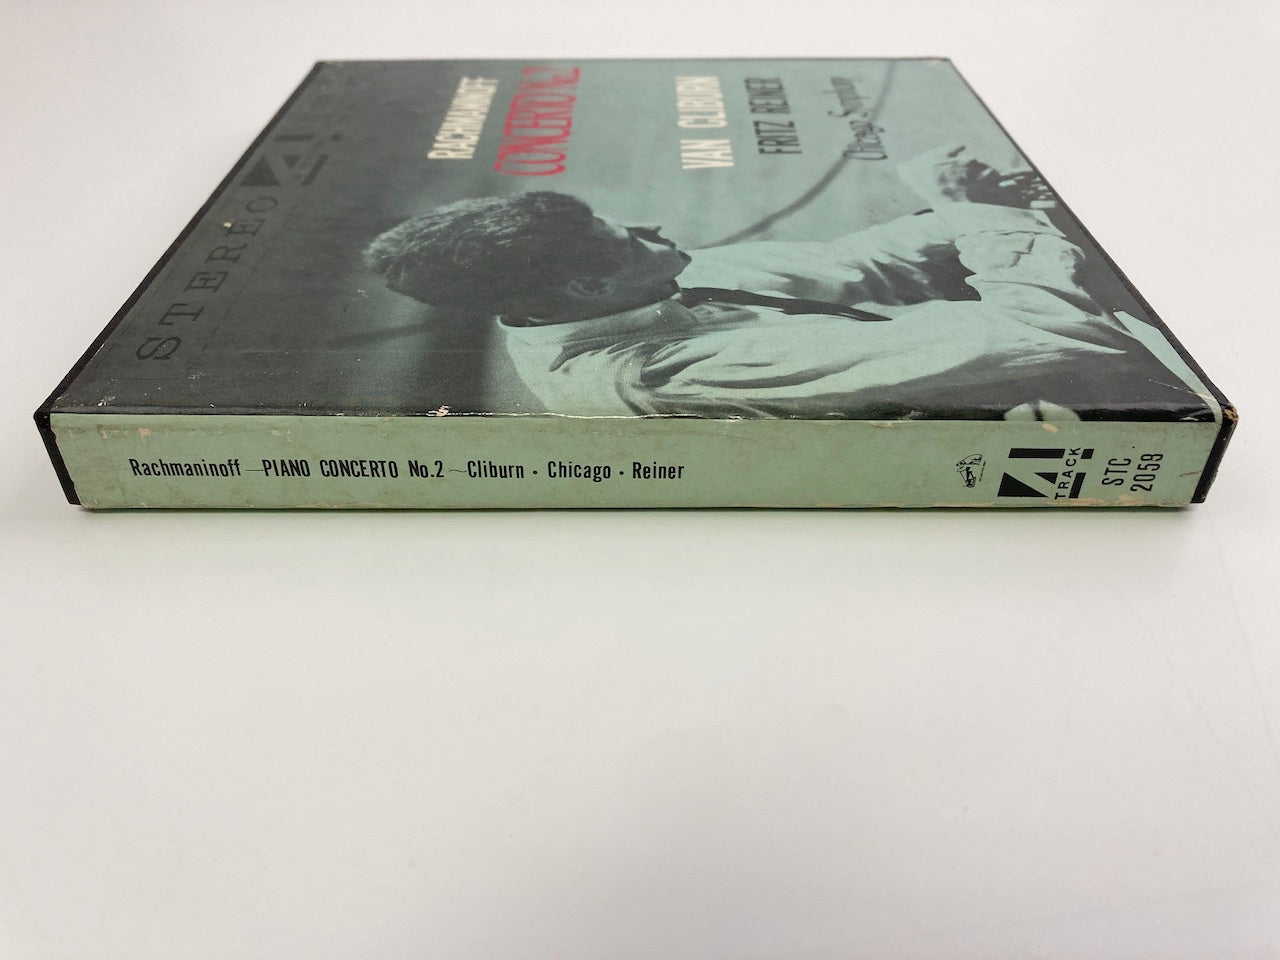 STEREO 4
RACHMANINOFF
CONCERTO No.2
VAN CLIBURN
FRITZ REINER
Chicago Symphony
Rachmaninoff—PIANO CONCERTO No.2~Cliburn · Chicago · Reiner
4 TRACK
STC
2058